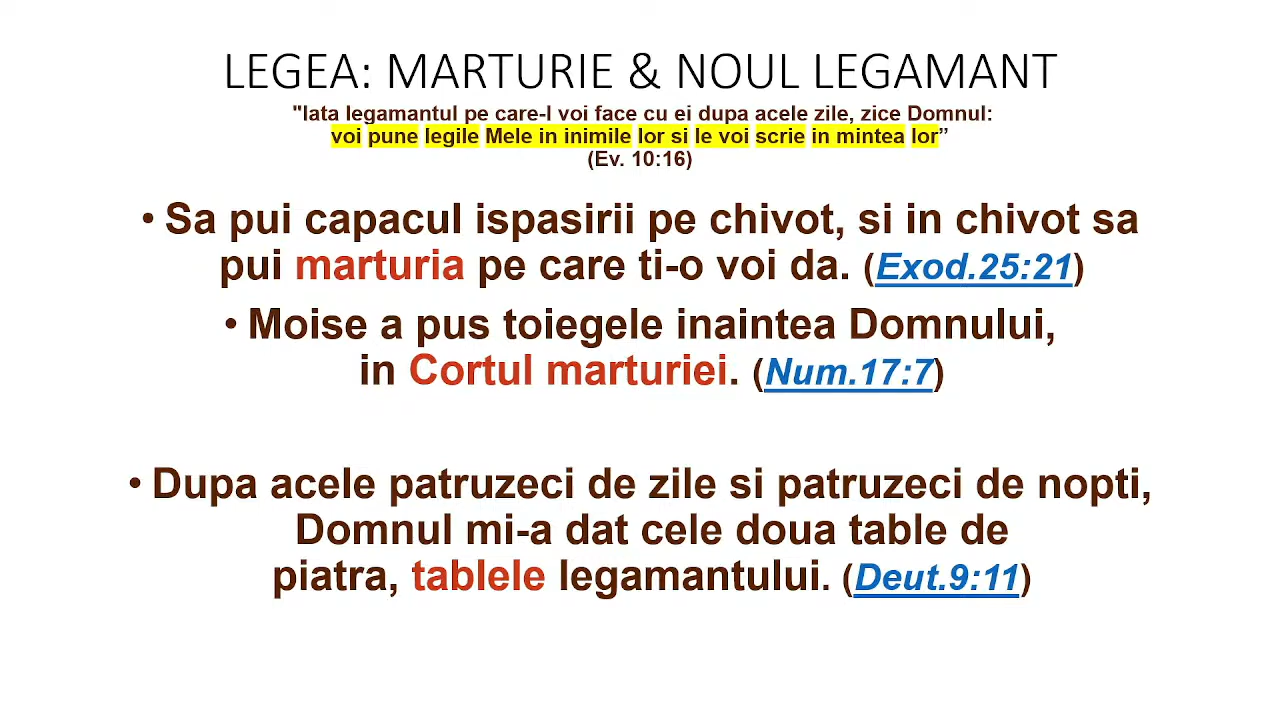 LEGEA: MARTURIE & NOUL LEGAMANT
"Iata legamantul pe care-l voi face cu ei dupa acele zile, zice Domnul:
voi pune legile Mele in inimile lor si le voi scrie in mintea lor”
(Ev. 10:16)
• Sa pui capacul ispasirii pe chivot, si in chivot sa
pui marturia pe care ti-o voi da. (Exod.25:21)
• Moise a pus toiegele inaintea Domnului,
in Cortul marturiei. (Num.17:7)
• Dupa acele patruzeci de zile si patruzeci de nopti,
Domnul mi-a dat cele doua table de
piatra, tablele legamantului. (Deut.9:11)